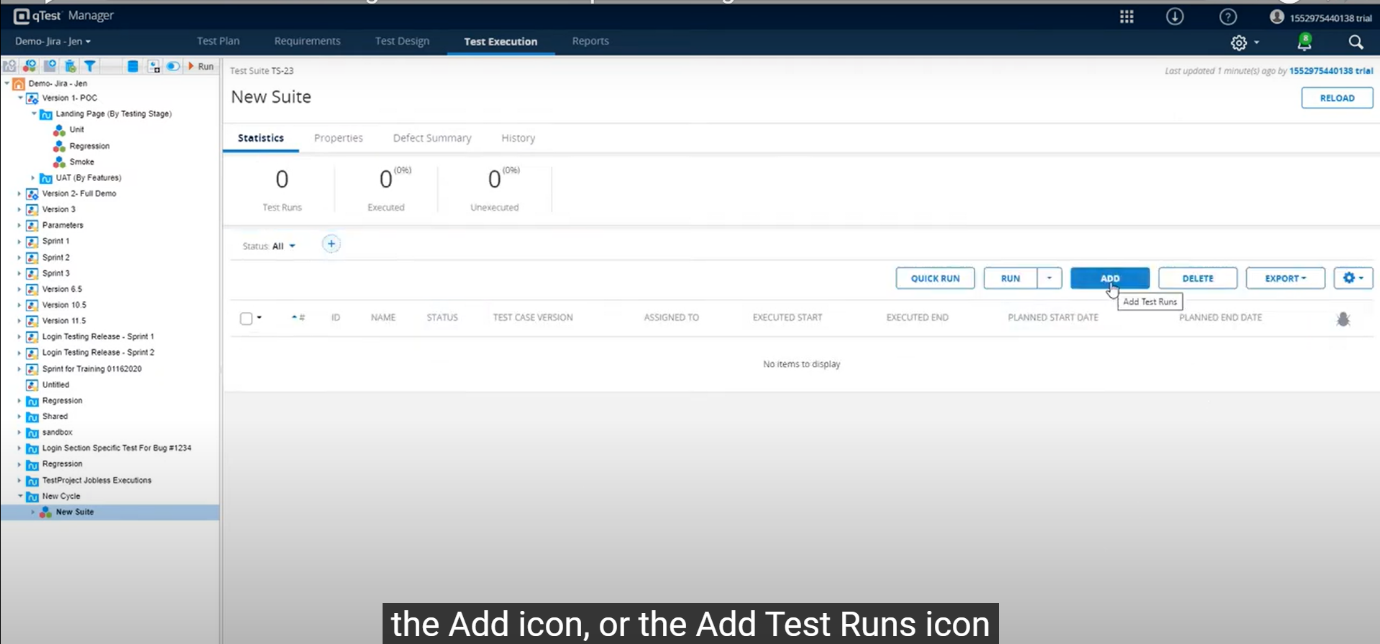 qTest Manager
1552975440138 trial
Demo- Jira - Jen
Test Plan
Requirements
Test Design
Test Execution
Reports
8
Run
Demo- Jira - Jen
Version 1- POC
Landing Page (By Testing Stage)
Unit
Regression
Smoke
UAT (By Features)
Version 2- Full Demo
Version 3
Parameters
Sprint 1
Sprint 2
Sprint 3
Version 6.5
Version 10.5
Version 11.5
Login Testing Release - Sprint 1
Login Testing Release - Sprint 2
Sprint for Training 01162020
Untitled
Regression
Shared
sandbox
Login Section Specific Test For Bug #1234
Regression
TestProject Jobless Executions
New Cycle
New Suite
Test Suite TS-23
Last updated 1 minute(s) ago by 1552975440138 trial
New Suite
RELOAD
Statistics
Properties
Defect Summary
History
0
0 (0%)
0 (0%)
Test Runs
Executed
Unexecuted
Status: All
+
QUICK RUN
RUN
ADD
DELETE
EXPORT
Add Test Runs
#
ID
NAME
STATUS
TEST CASE VERSION
ASSIGNED TO
EXECUTED START
EXECUTED END
PLANNED START DATE
PLANNED END DATE
No items to display
the Add icon, or the Add Test Runs icon